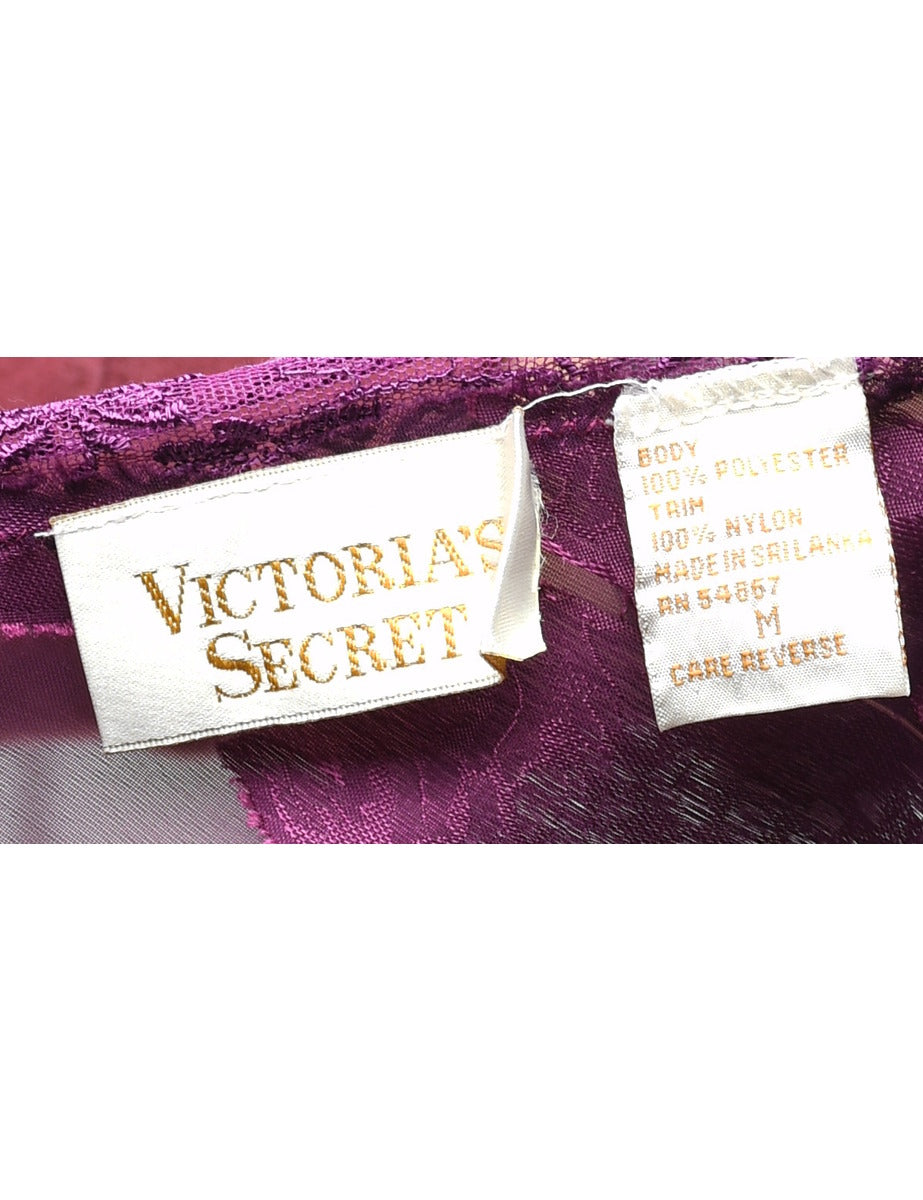 VICTORIA'S
SECRET
BODY
100% POLYESTER
TRIM
100% NYLON
MADE IN SRI LANKA
RN 54867
M
CARE REVERSE